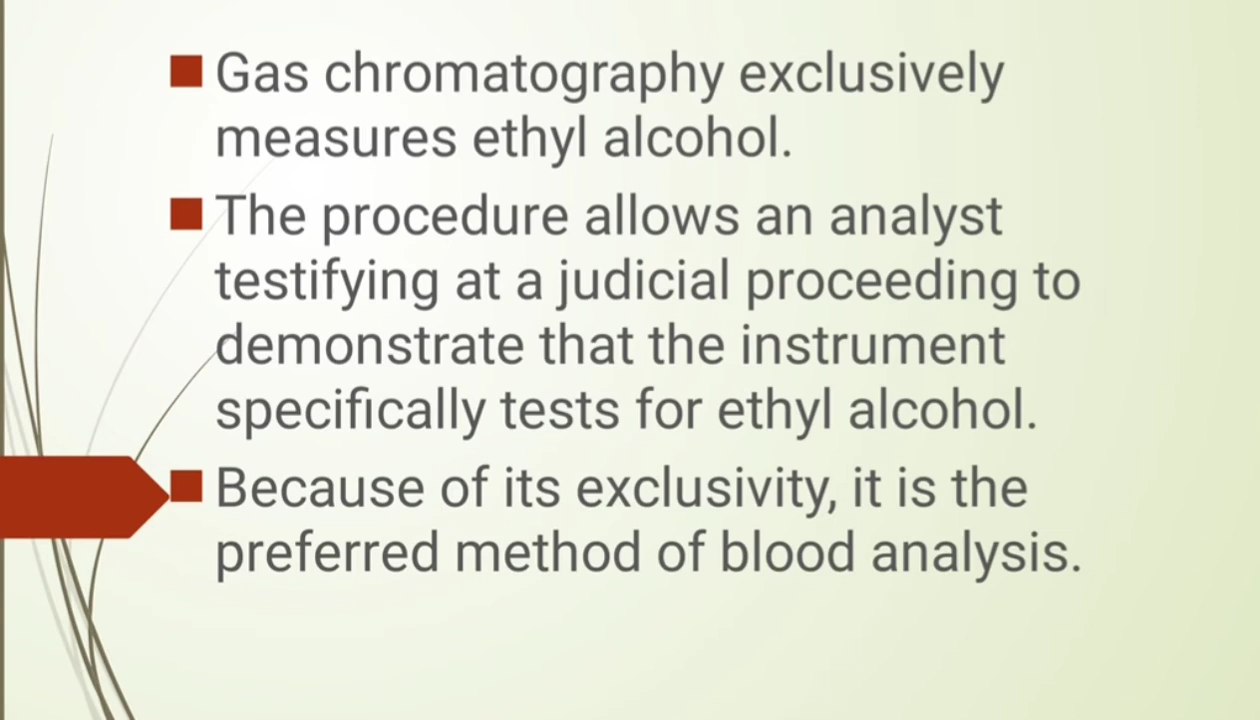 Gas chromatography exclusively
measures ethyl alcohol.
The procedure allows an analyst
testifying at a judicial proceeding to
demonstrate that the instrument
specifically tests for ethyl alcohol.
Because of its exclusivity, it is the
preferred method of blood analysis.